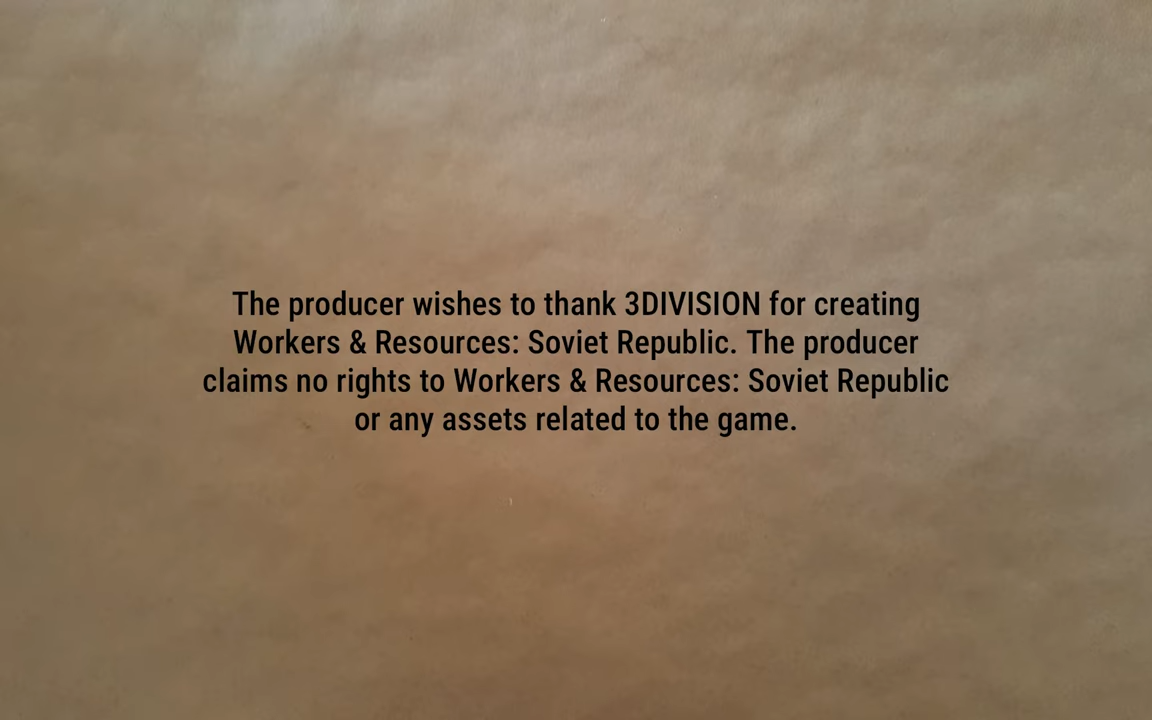 The producer wishes to thank 3DIVISION for creating
Workers & Resources: Soviet Republic. The producer
claims no rights to Workers & Resources: Soviet Republic
or any assets related to the game.